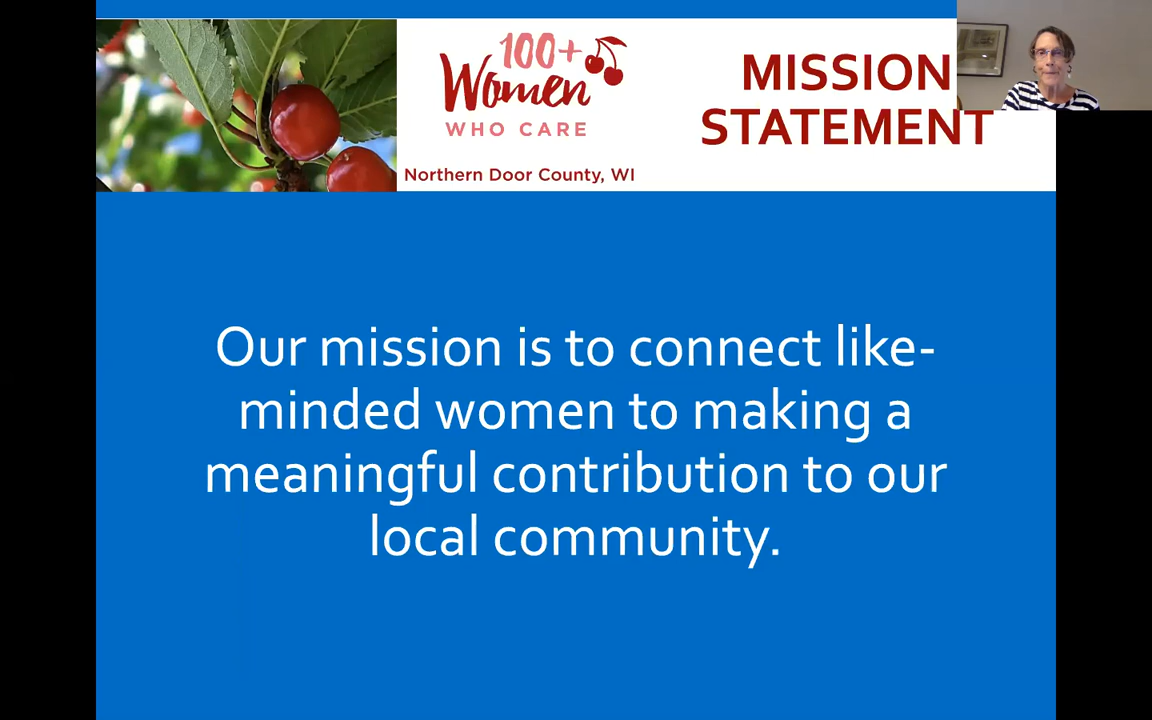 100+
Women
WHO CARE
Northern Door County, WI
MISSION
STATEMENT
Our mission is to connect like-
minded women to making a
meaningful contribution to our
local community.